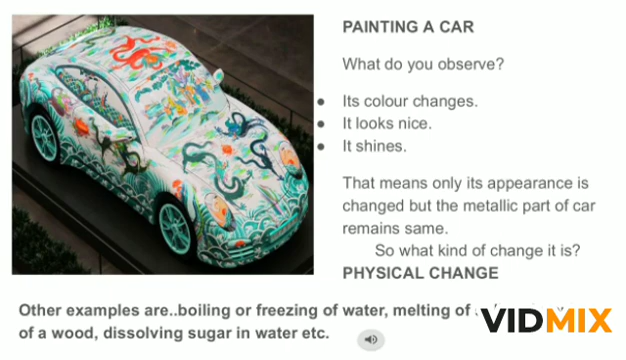 PAINTING A CAR
What do you observe?
● Its colour changes.
● It looks nice.
● It shines.
That means only its appearance is
changed but the metallic part of car
remains same.
So what kind of change it is?
PHYSICAL CHANGE
Other examples are..boiling or freezing of water, melting of
of a wood, dissolving sugar in water etc.
VIDMIX